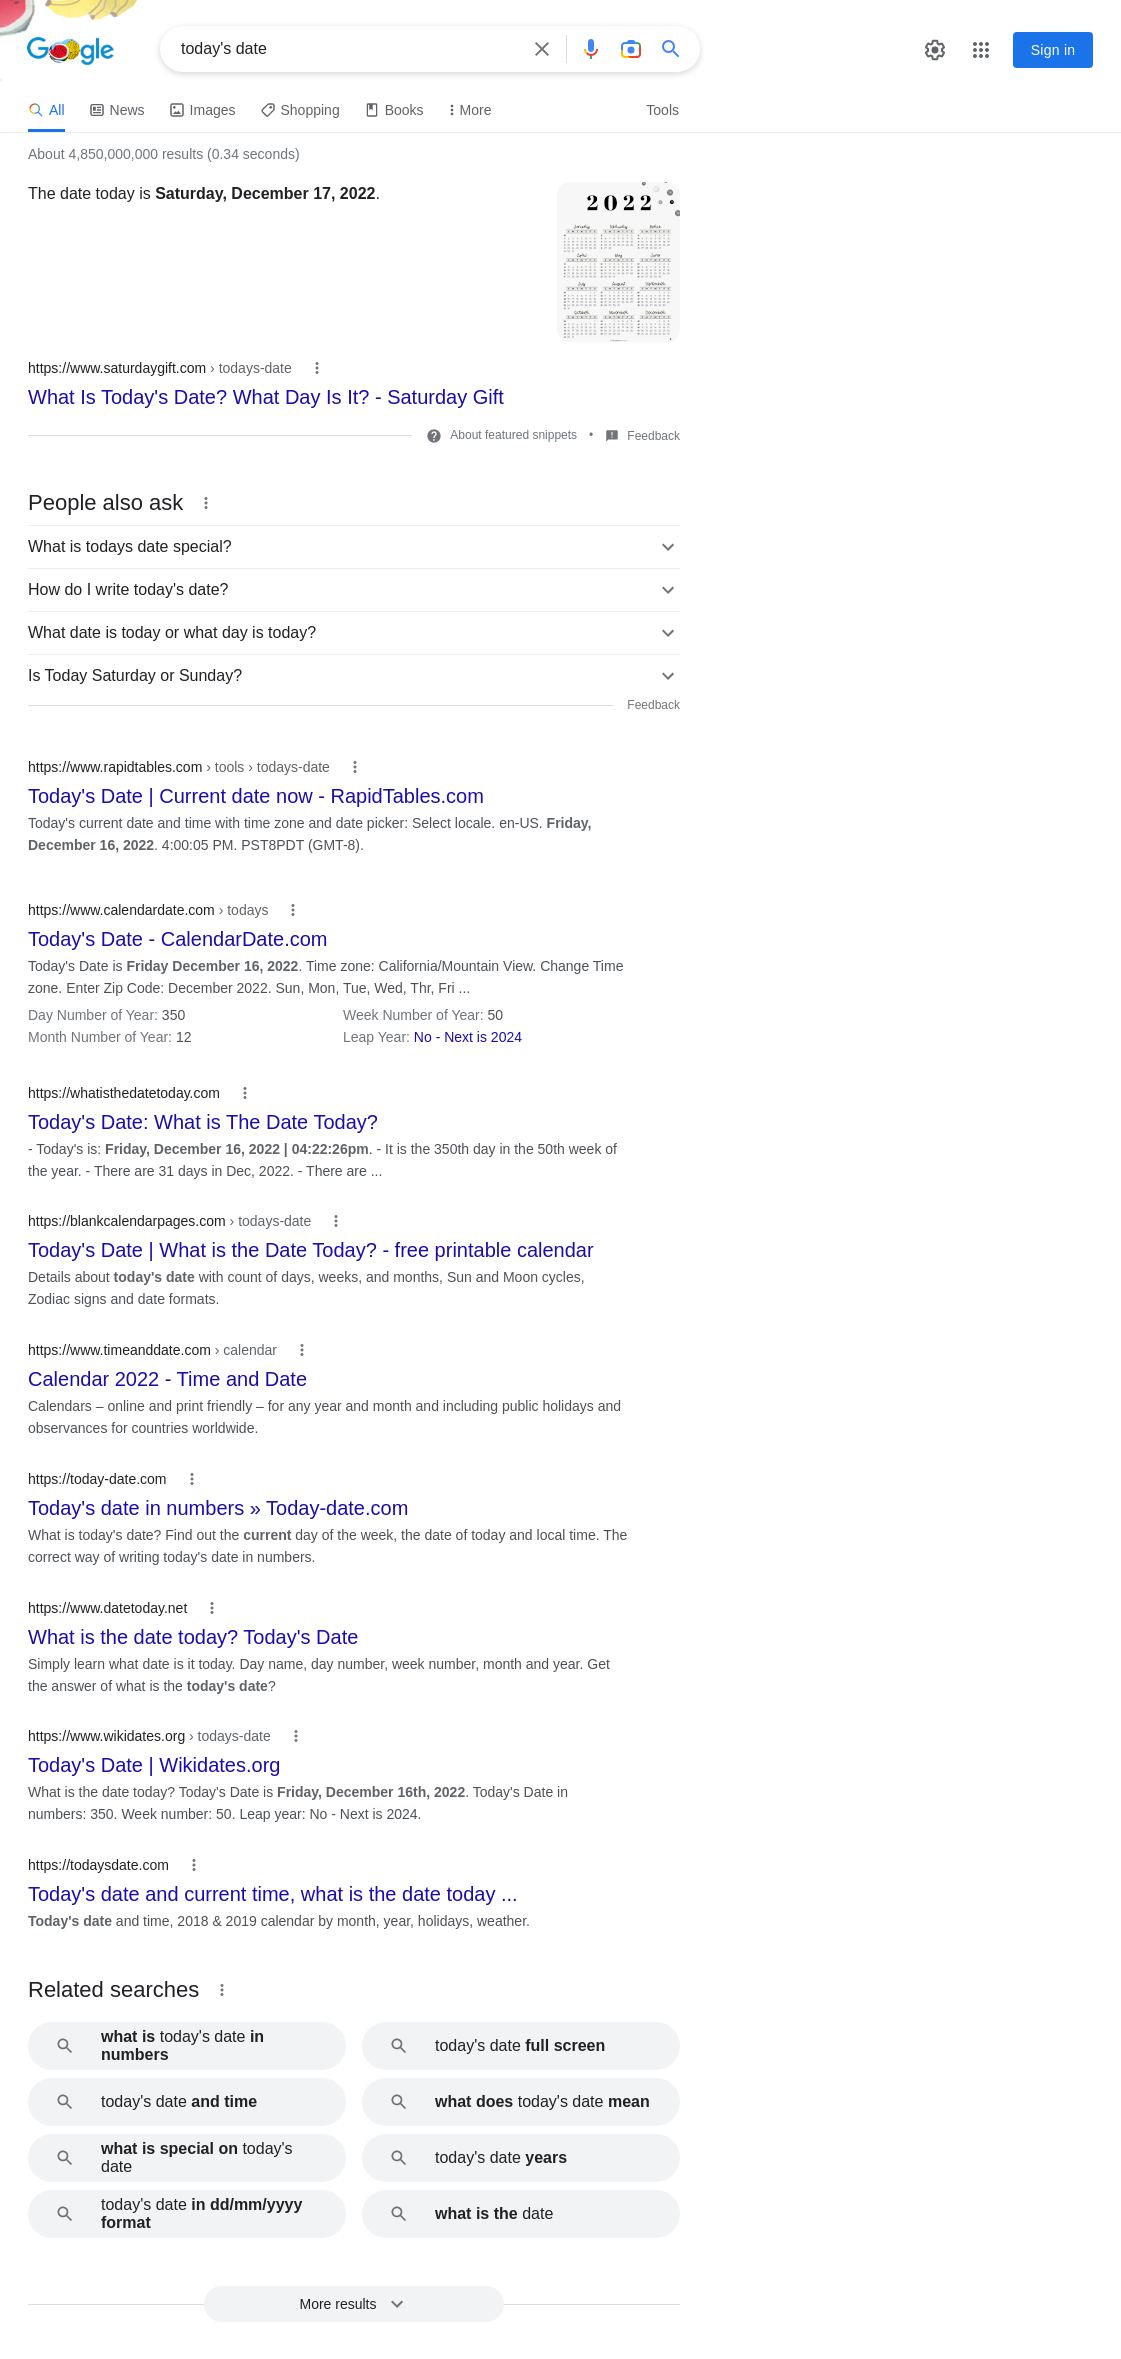 Google
today's date
Sign in
All
News
Images
Shopping
Books
More
Tools
About 4,850,000,000 results (0.34 seconds)
The date today is Saturday, December 17, 2022.
2022
https://www.saturdaygift.com › todays-date
What Is Today's Date? What Day Is It? - Saturday Gift
About featured snippets • Feedback
People also ask
What is todays date special?
How do I write today's date?
What date is today or what day is today?
Is Today Saturday or Sunday?
Feedback
https://www.rapidtables.com › tools › todays-date
Today's Date | Current date now - RapidTables.com
Today's current date and time with time zone and date picker: Select locale. en-US. Friday,
December 16, 2022. 4:00:05 PM. PST8PDT (GMT-8).
https://www.calendardate.com › todays
Today's Date - CalendarDate.com
Today's Date is Friday December 16, 2022. Time zone: California/Mountain View. Change Time
zone. Enter Zip Code: December 2022. Sun, Mon, Tue, Wed, Thr, Fri ...
Day Number of Year: 350
Week Number of Year: 50
Month Number of Year: 12
Leap Year: No - Next is 2024
https://whatisthedatetoday.com
Today's Date: What is The Date Today?
- Today's is: Friday, December 16, 2022 | 04:22:26pm. - It is the 350th day in the 50th week of
the year. - There are 31 days in Dec, 2022. - There are ...
https://blankcalendarpages.com › todays-date
Today's Date | What is the Date Today? - free printable calendar
Details about today's date with count of days, weeks, and months, Sun and Moon cycles,
Zodiac signs and date formats.
https://www.timeanddate.com › calendar
Calendar 2022 - Time and Date
Calendars – online and print friendly – for any year and month and including public holidays and
observances for countries worldwide.
https://today-date.com
Today's date in numbers » Today-date.com
What is today's date? Find out the current day of the week, the date of today and local time. The
correct way of writing today's date in numbers.
https://www.datetoday.net
What is the date today? Today's Date
Simply learn what date is it today. Day name, day number, week number, month and year. Get
the answer of what is the today's date?
https://www.wikidates.org › todays-date
Today's Date | Wikidates.org
What is the date today? Today's Date is Friday, December 16th, 2022. Today's Date in
numbers: 350. Week number: 50. Leap year: No - Next is 2024.
https://todaysdate.com
Today's date and current time, what is the date today ...
Today's date and time, 2018 & 2019 calendar by month, year, holidays, weather.
Related searches
what is today's date in
numbers
today's date full screen
today's date and time
what does today's date mean
what is special on today's
date
today's date years
today's date in dd/mm/yyyy
format
what is the date
More results